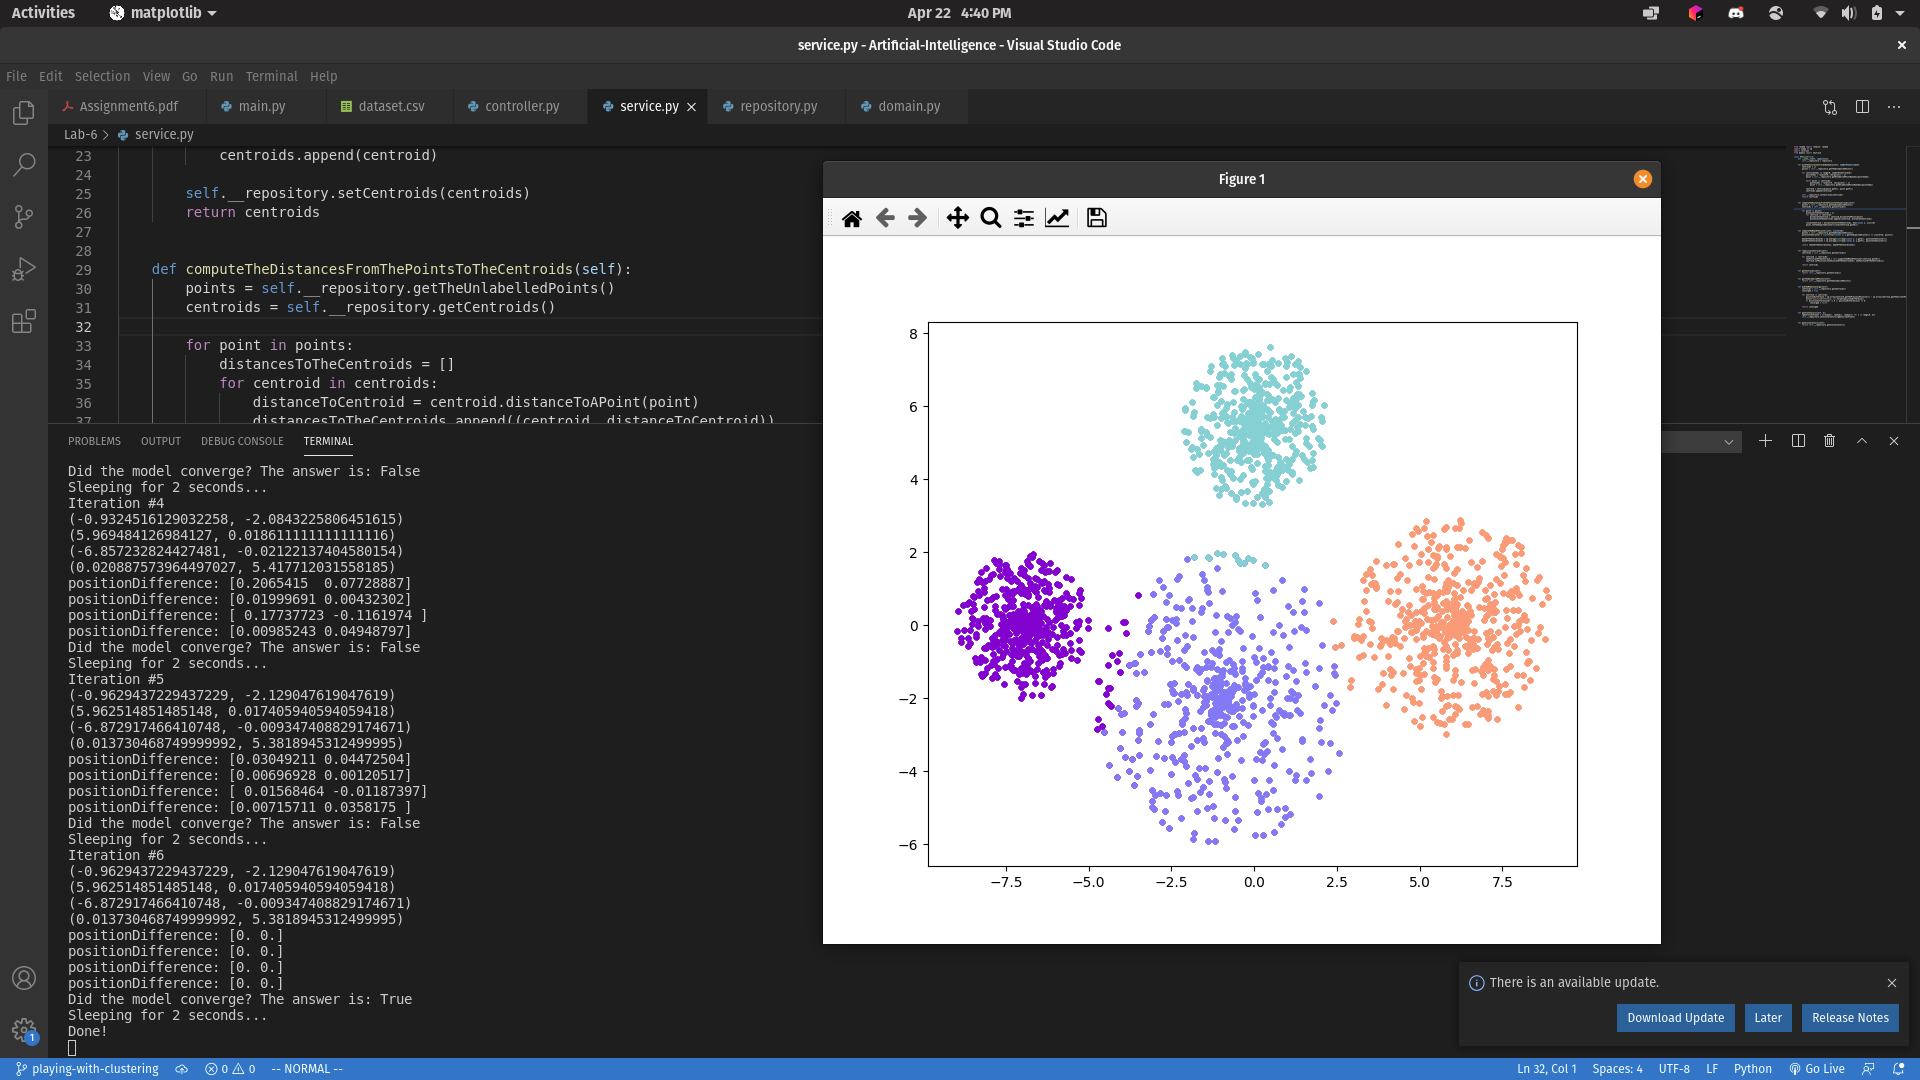 Activities
matplotlib
Apr 22 4:40 PM
service.py - Artificial-Intelligence - Visual Studio Code
File Edit Selection View Go Run Terminal Help
Assignment6.pdf main.py dataset.csv controller.py service.py repository.py domain.py
Lab-6 > service.py
23 centroids.append(centroid)
24
25 self.__repository.setCentroids(centroids)
26 return centroids
27
28
29 def computeTheDistancesFromThePointsToTheCentroids(self):
30 points = self.__repository.getTheUnlabelledPoints()
31 centroids = self.__repository.getCentroids()
32
33 for point in points:
34 distancesToTheCentroids = []
35 for centroid in centroids:
36 distanceToCentroid = centroid.distanceToAPoint(point)
37 distancesToTheCentroids.append((centroid, distanceToCentroid))
PROBLEMS OUTPUT DEBUG CONSOLE TERMINAL
Did the model converge? The answer is: False
Sleeping for 2 seconds...
Iteration #4
(-0.9324516129032258, -2.0843225806451615)
(5.969484126984127, 0.018611111111111116)
(-6.857232824427481, -0.02122137404580154)
(0.020887573964497027, 5.417712031558185)
positionDifference: [0.2065415  0.07728887]
positionDifference: [0.01999691 0.00432302]
positionDifference: [ 0.17737723 -0.1161974 ]
positionDifference: [0.00985243 0.04948797]
Did the model converge? The answer is: False
Sleeping for 2 seconds...
Iteration #5
(-0.9629437229437229, -2.129047619047619)
(5.962514851485148, 0.017405940594059418)
(-6.872917466410748, -0.009347408829174671)
(0.013730468749999992, 5.3818945312499995)
positionDifference: [0.03049211 0.04472504]
positionDifference: [0.00696928 0.00120517]
positionDifference: [ 0.01568464 -0.01187397]
positionDifference: [0.00715711 0.0358175 ]
Did the model converge? The answer is: False
Sleeping for 2 seconds...
Iteration #6
(-0.9629437229437229, -2.129047619047619)
(5.962514851485148, 0.017405940594059418)
(-6.872917466410748, -0.009347408829174671)
(0.013730468749999992, 5.3818945312499995)
positionDifference: [0. 0.]
positionDifference: [0. 0.]
positionDifference: [0. 0.]
positionDifference: [0. 0.]
Did the model converge? The answer is: True
Sleeping for 2 seconds...
Done!
Figure 1
8
6
4
2
0
−2
−4
−6
−7.5 −5.0 −2.5 0.0 2.5 5.0 7.5
There is an available update.
Download Update Later Release Notes
1
playing-with-clustering 0 0 -- NORMAL --
Ln 32, Col 1 Spaces: 4 UTF-8 LF Python Go Live